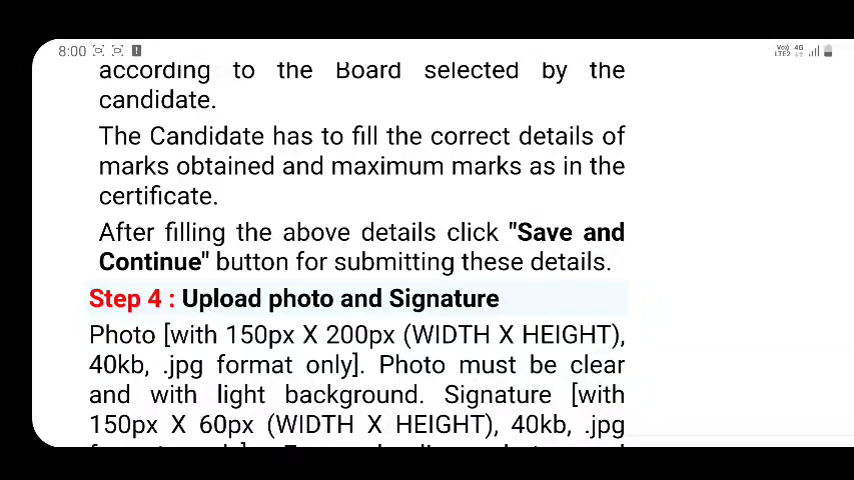 8:00
Vo)) 4G
LTE2
according to the Board selected by the
candidate.
The Candidate has to fill the correct details of
marks obtained and maximum marks as in the
certificate.
After filling the above details click "Save and
Continue" button for submitting these details.
Step 4 : Upload photo and Signature
Photo [with 150px X 200px (WIDTH X HEIGHT),
40kb, .jpg format only]. Photo must be clear
and with light background. Signature [with
150px X 60px (WIDTH X HEIGHT), 40kb, .jpg